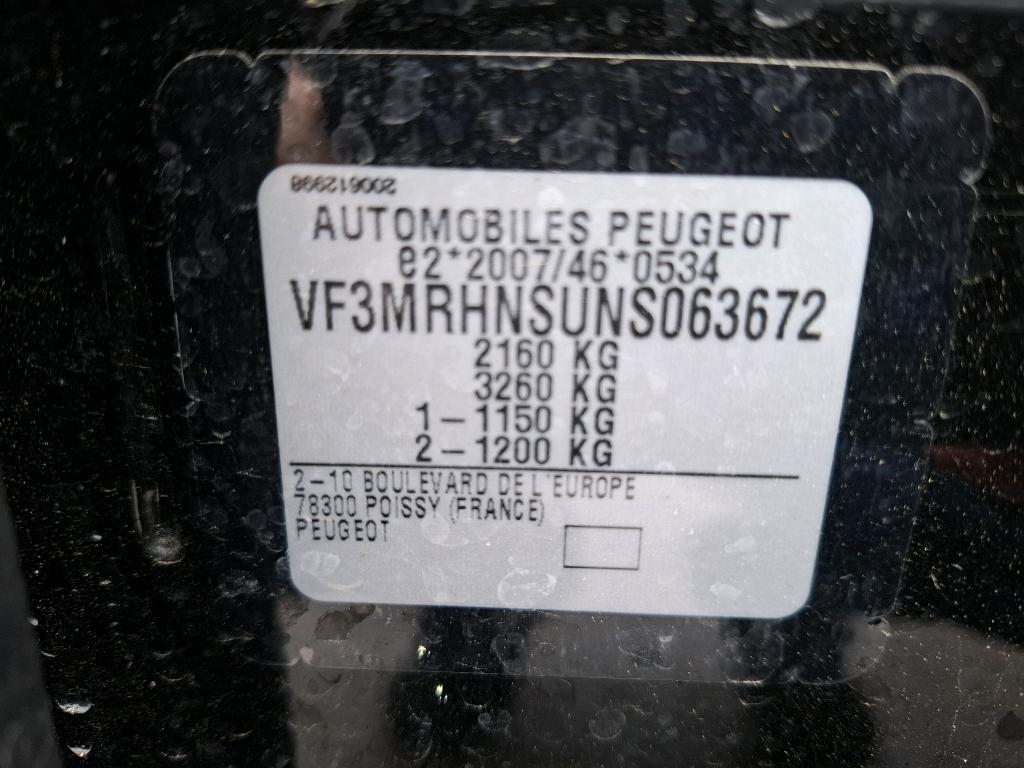 200612998
AUTOMOBILES PEUGEOT
e2*2007/46*0534
VF3MRHNSUNS063672
2160 KG
3260 KG
1-1150 KG
2-1200 KG
2-10 BOULEVARD DE L'EUROPE
78300 POISSY (FRANCE)
PEUGEOT